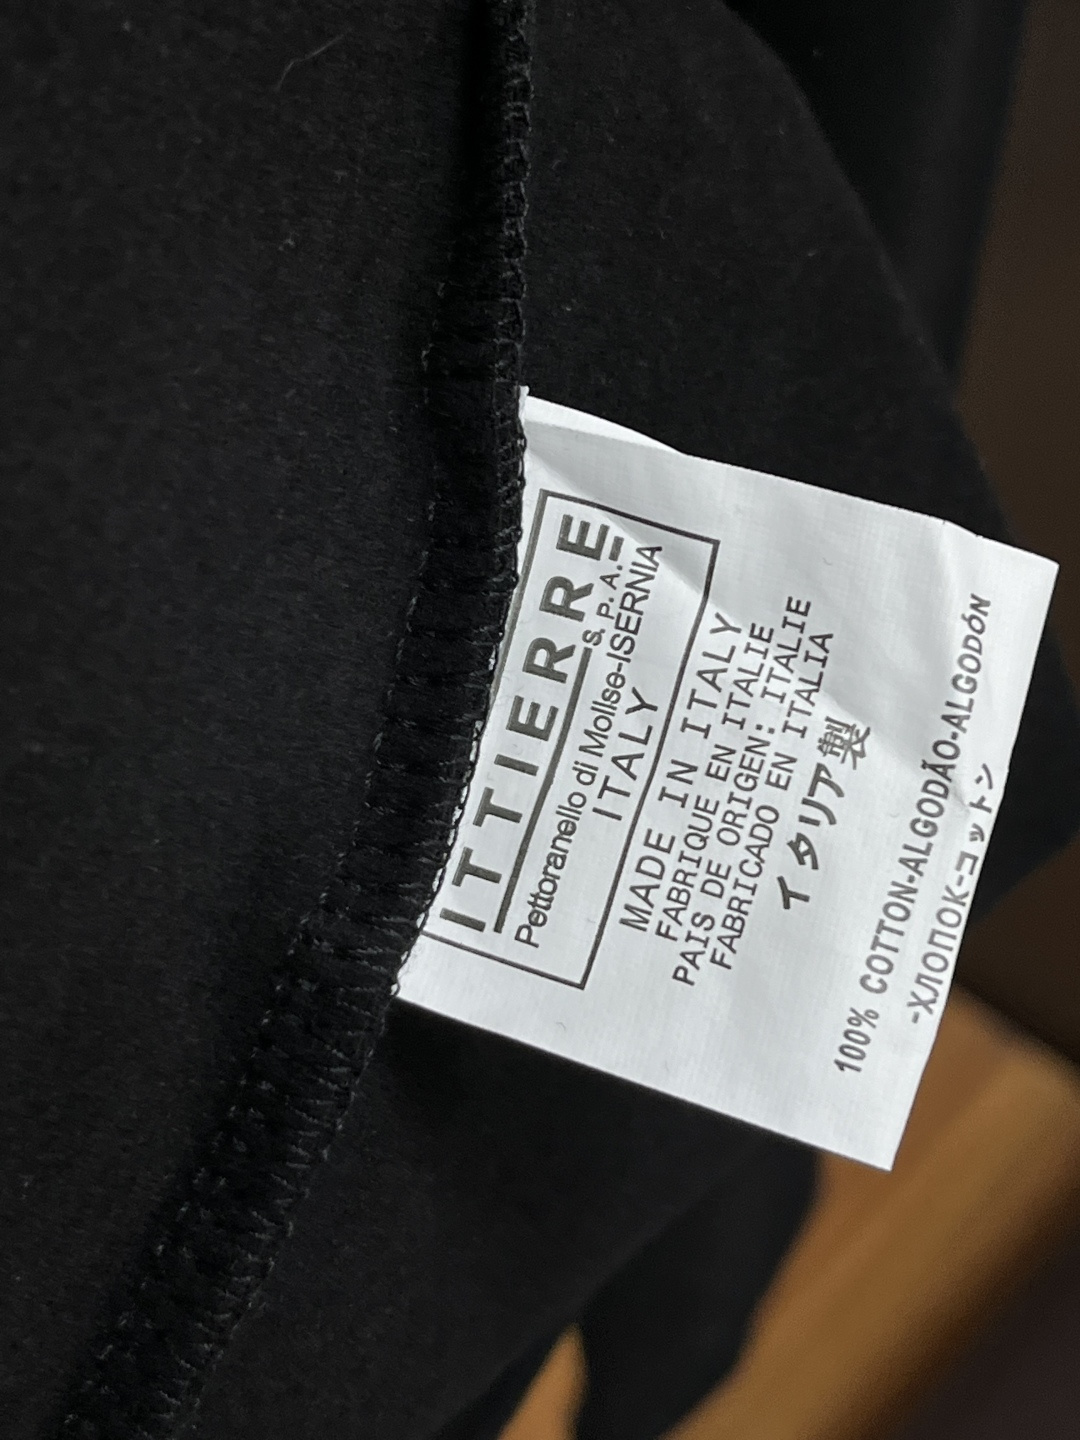 ITTIERRE
S.P.A.
Pettoranello di Molise-ISERNIA
ITALY
MADE IN ITALY
FABRIQUE EN ITALIE
PAIS DE ORIGEN: ITALIE
FABRICADO EN ITALIA
イタリア製
100% COTTON-ALGODÃO-ALGODÓN
-ХЛОПОК-コットン